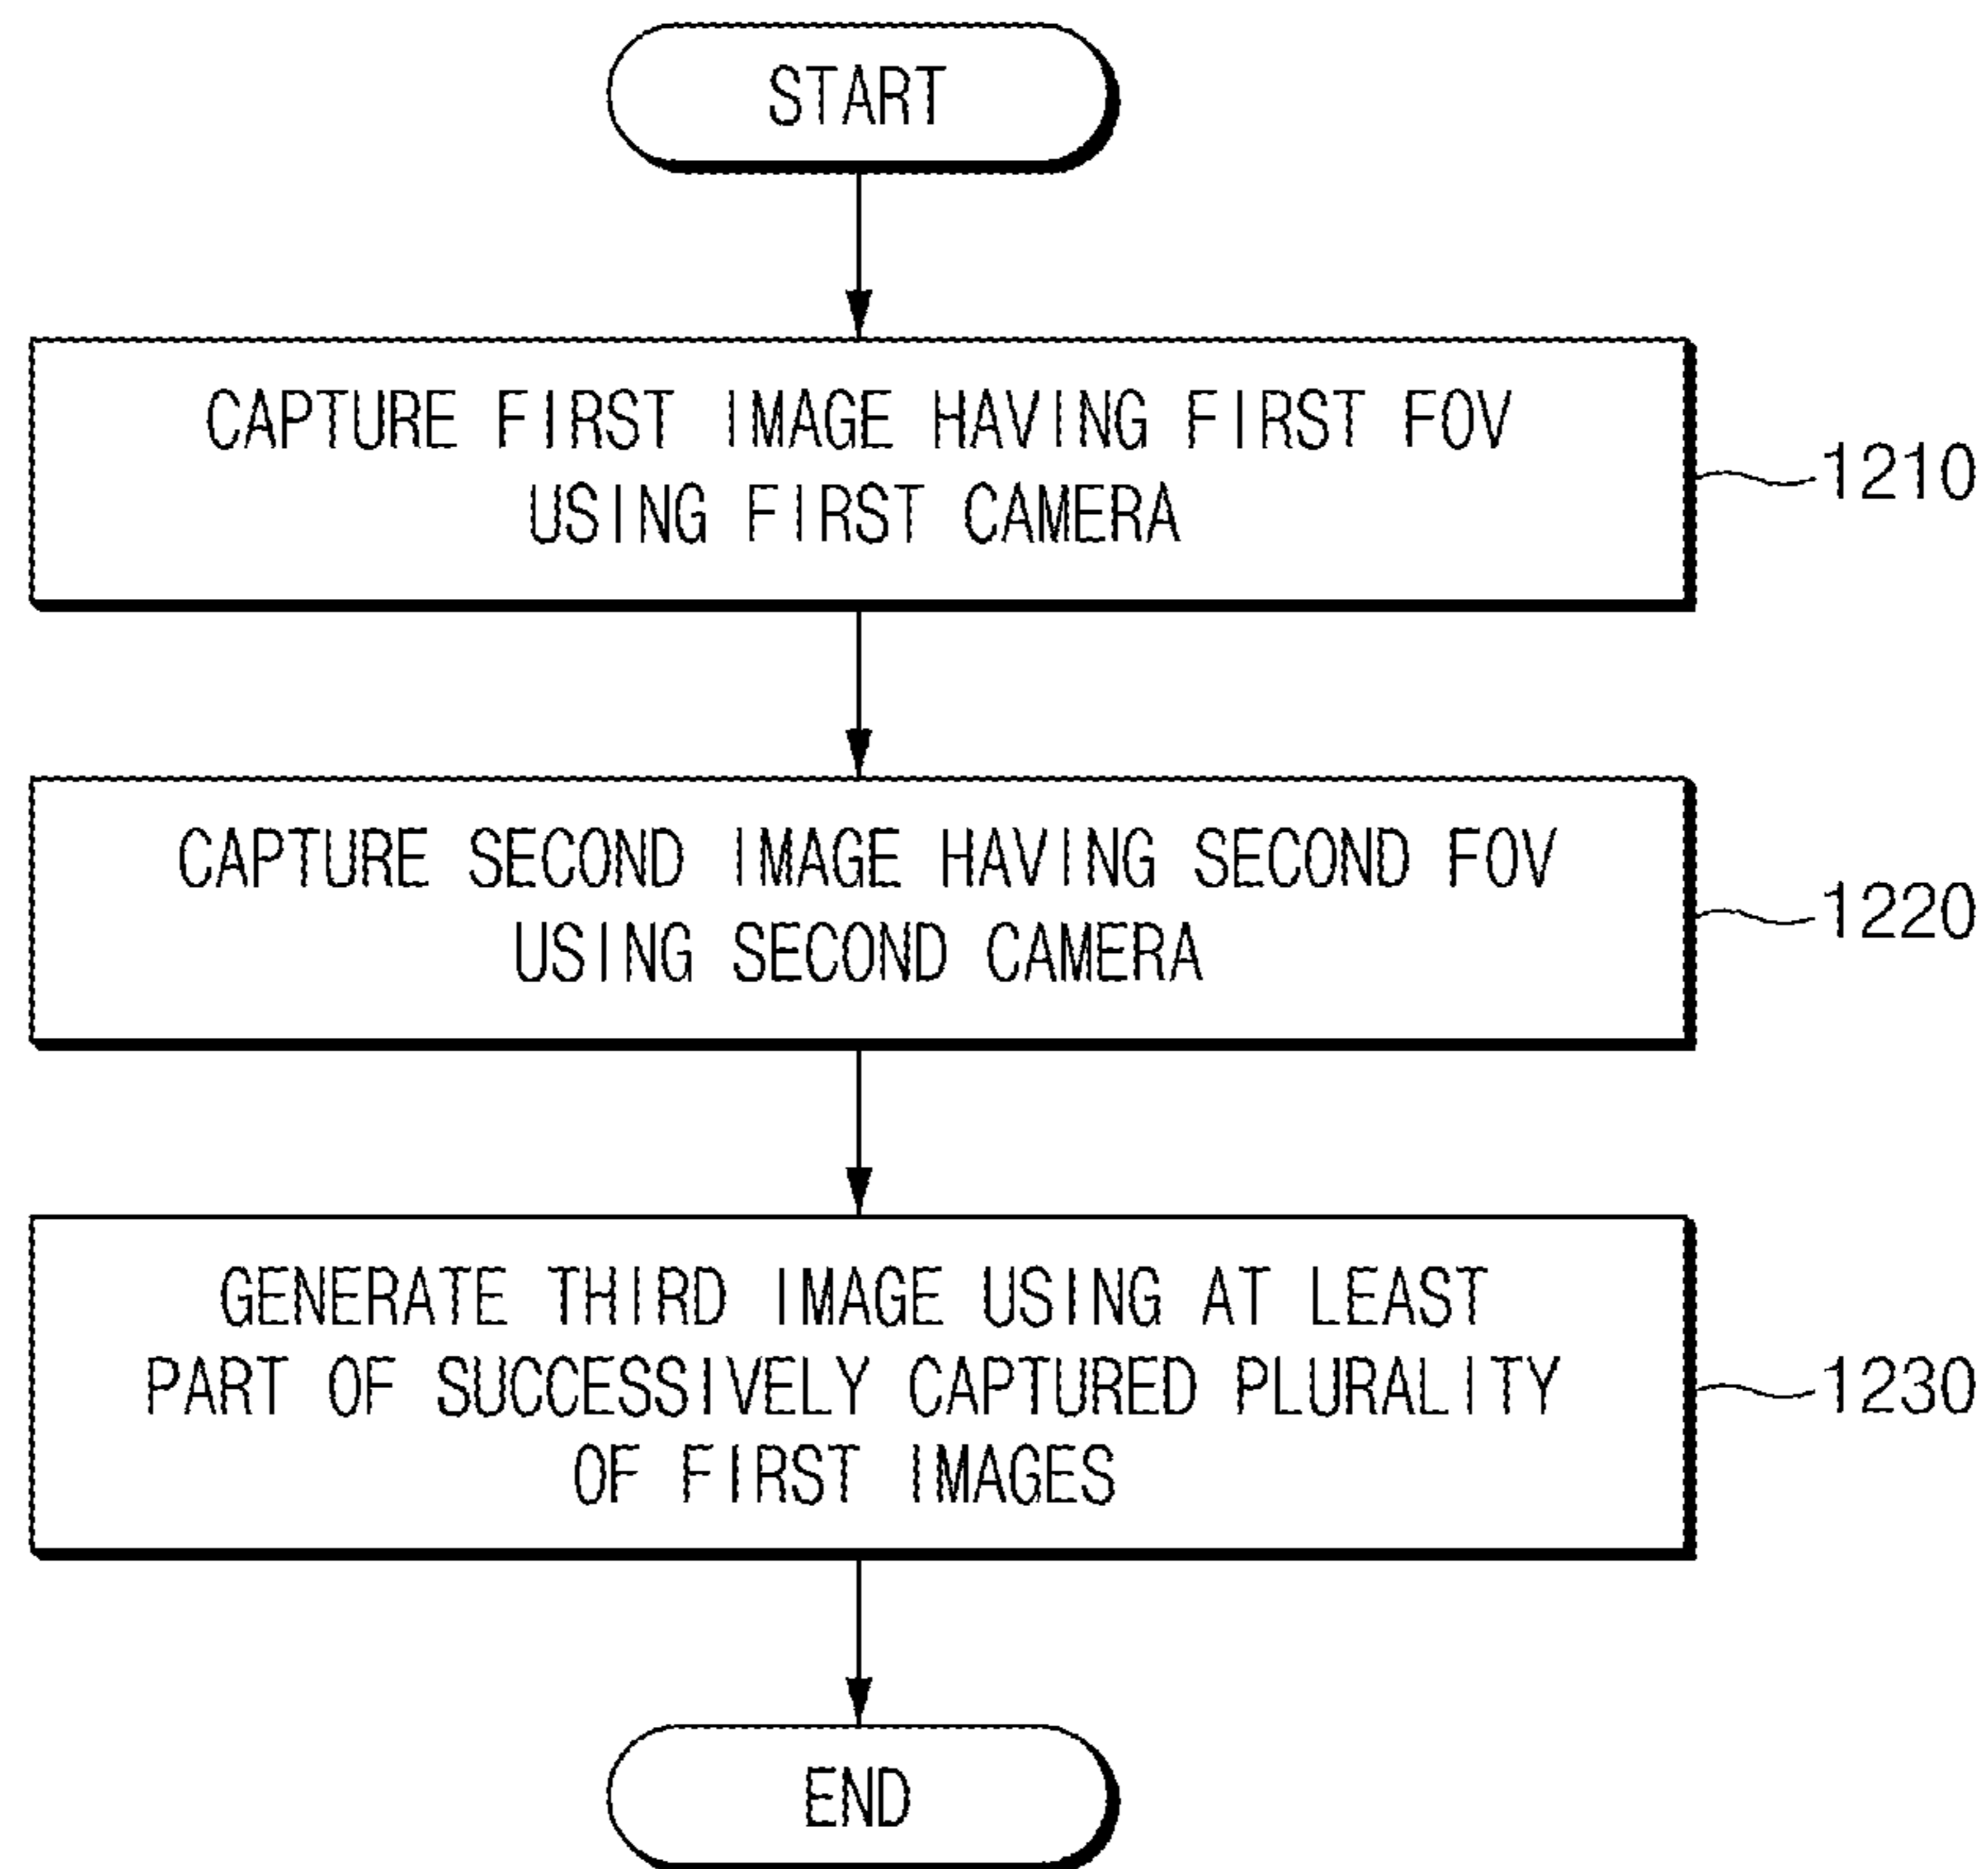 START
CAPTURE FIRST IMAGE HAVING FIRST FOV
USING FIRST CAMERA
1210
CAPTURE SECOND IMAGE HAVING SECOND FOV
USING SECOND CAMERA
1220
GENERATE THIRD IMAGE USING AT LEAST
PART OF SUCCESSIVELY CAPTURED PLURALITY
OF FIRST IMAGES
1230
END